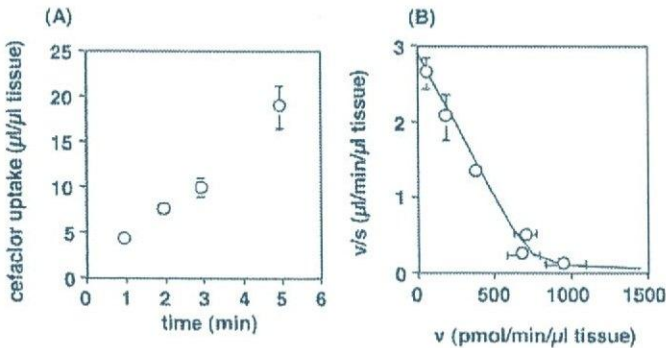 (A)
cefaclor uptake (µl/µl tissue)
25
20
15
10
5
0
0 1 2 3 4 5 6
time (min)
(B)
v/s (µl/min/µl tissue)
3
2
1
0
0 500 1000 1500
v (pmol/min/µl tissue)